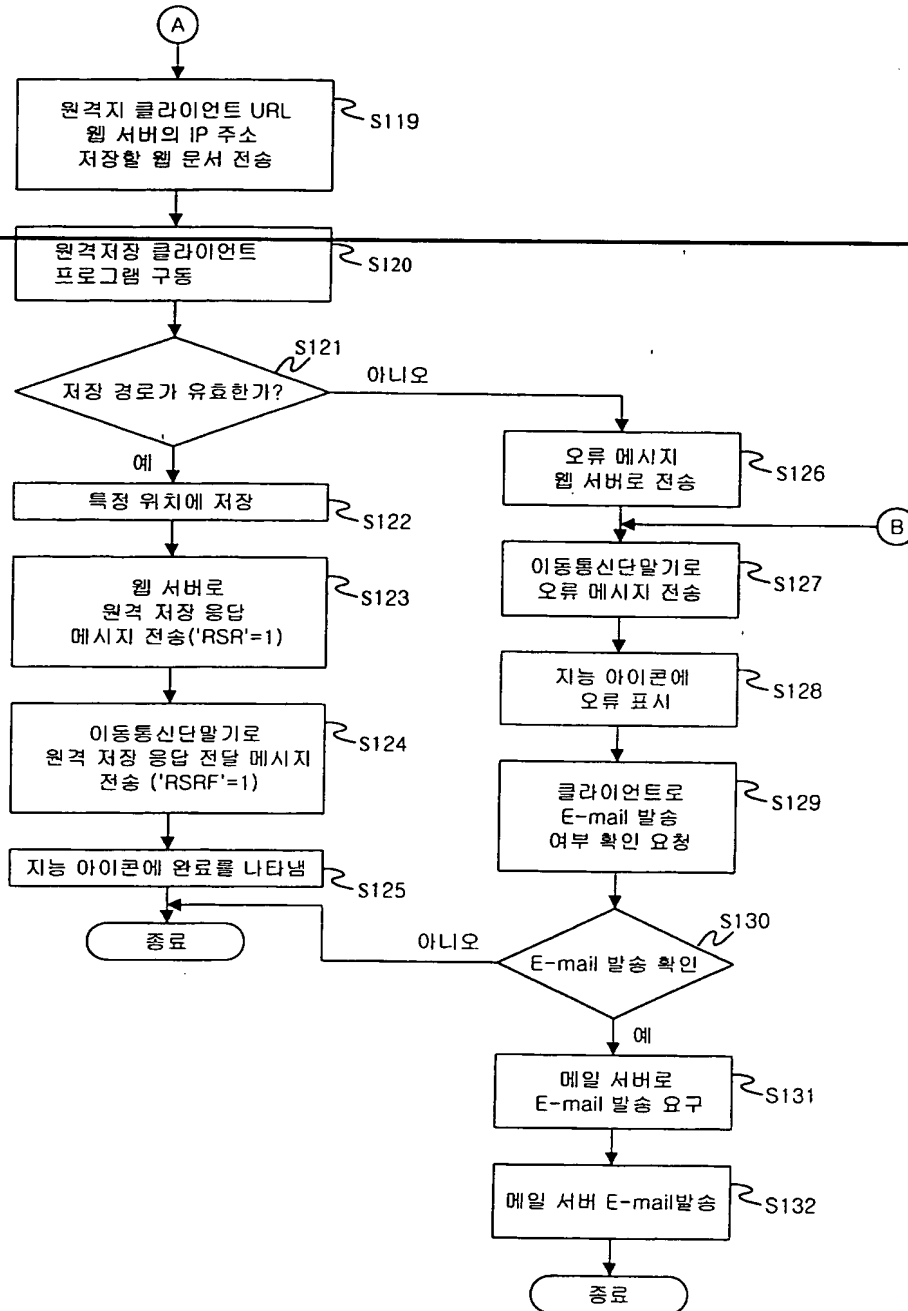 A
원격지 클라이언트 URL
웹 서버의 IP 주소
저장할 웹 문서 전송
S119
원격저장 클라이언트
프로그램 구동
S120
저장 경로가 유효한가?
S121
아니오
예
특정 위치에 저장
S122
웹 서버로
원격 저장 응답
메시지 전송('RSR'=1)
S123
이동통신단말기로
원격 저장 응답 전달 메시지
전송 ('RSRF'=1)
S124
지능 아이콘에 완료를 나타냄
S125
종료
오류 메시지
웹 서버로 전송
S126
B
이동통신단말기로
오류 메시지 전송
S127
지능 아이콘에
오류 표시
S128
클라이언트로
E-mail 발송
여부 확인 요청
S129
E-mail 발송 확인
S130
아니오
예
메일 서버로
E-mail 발송 요구
S131
메일 서버 E-mail발송
S132
종료